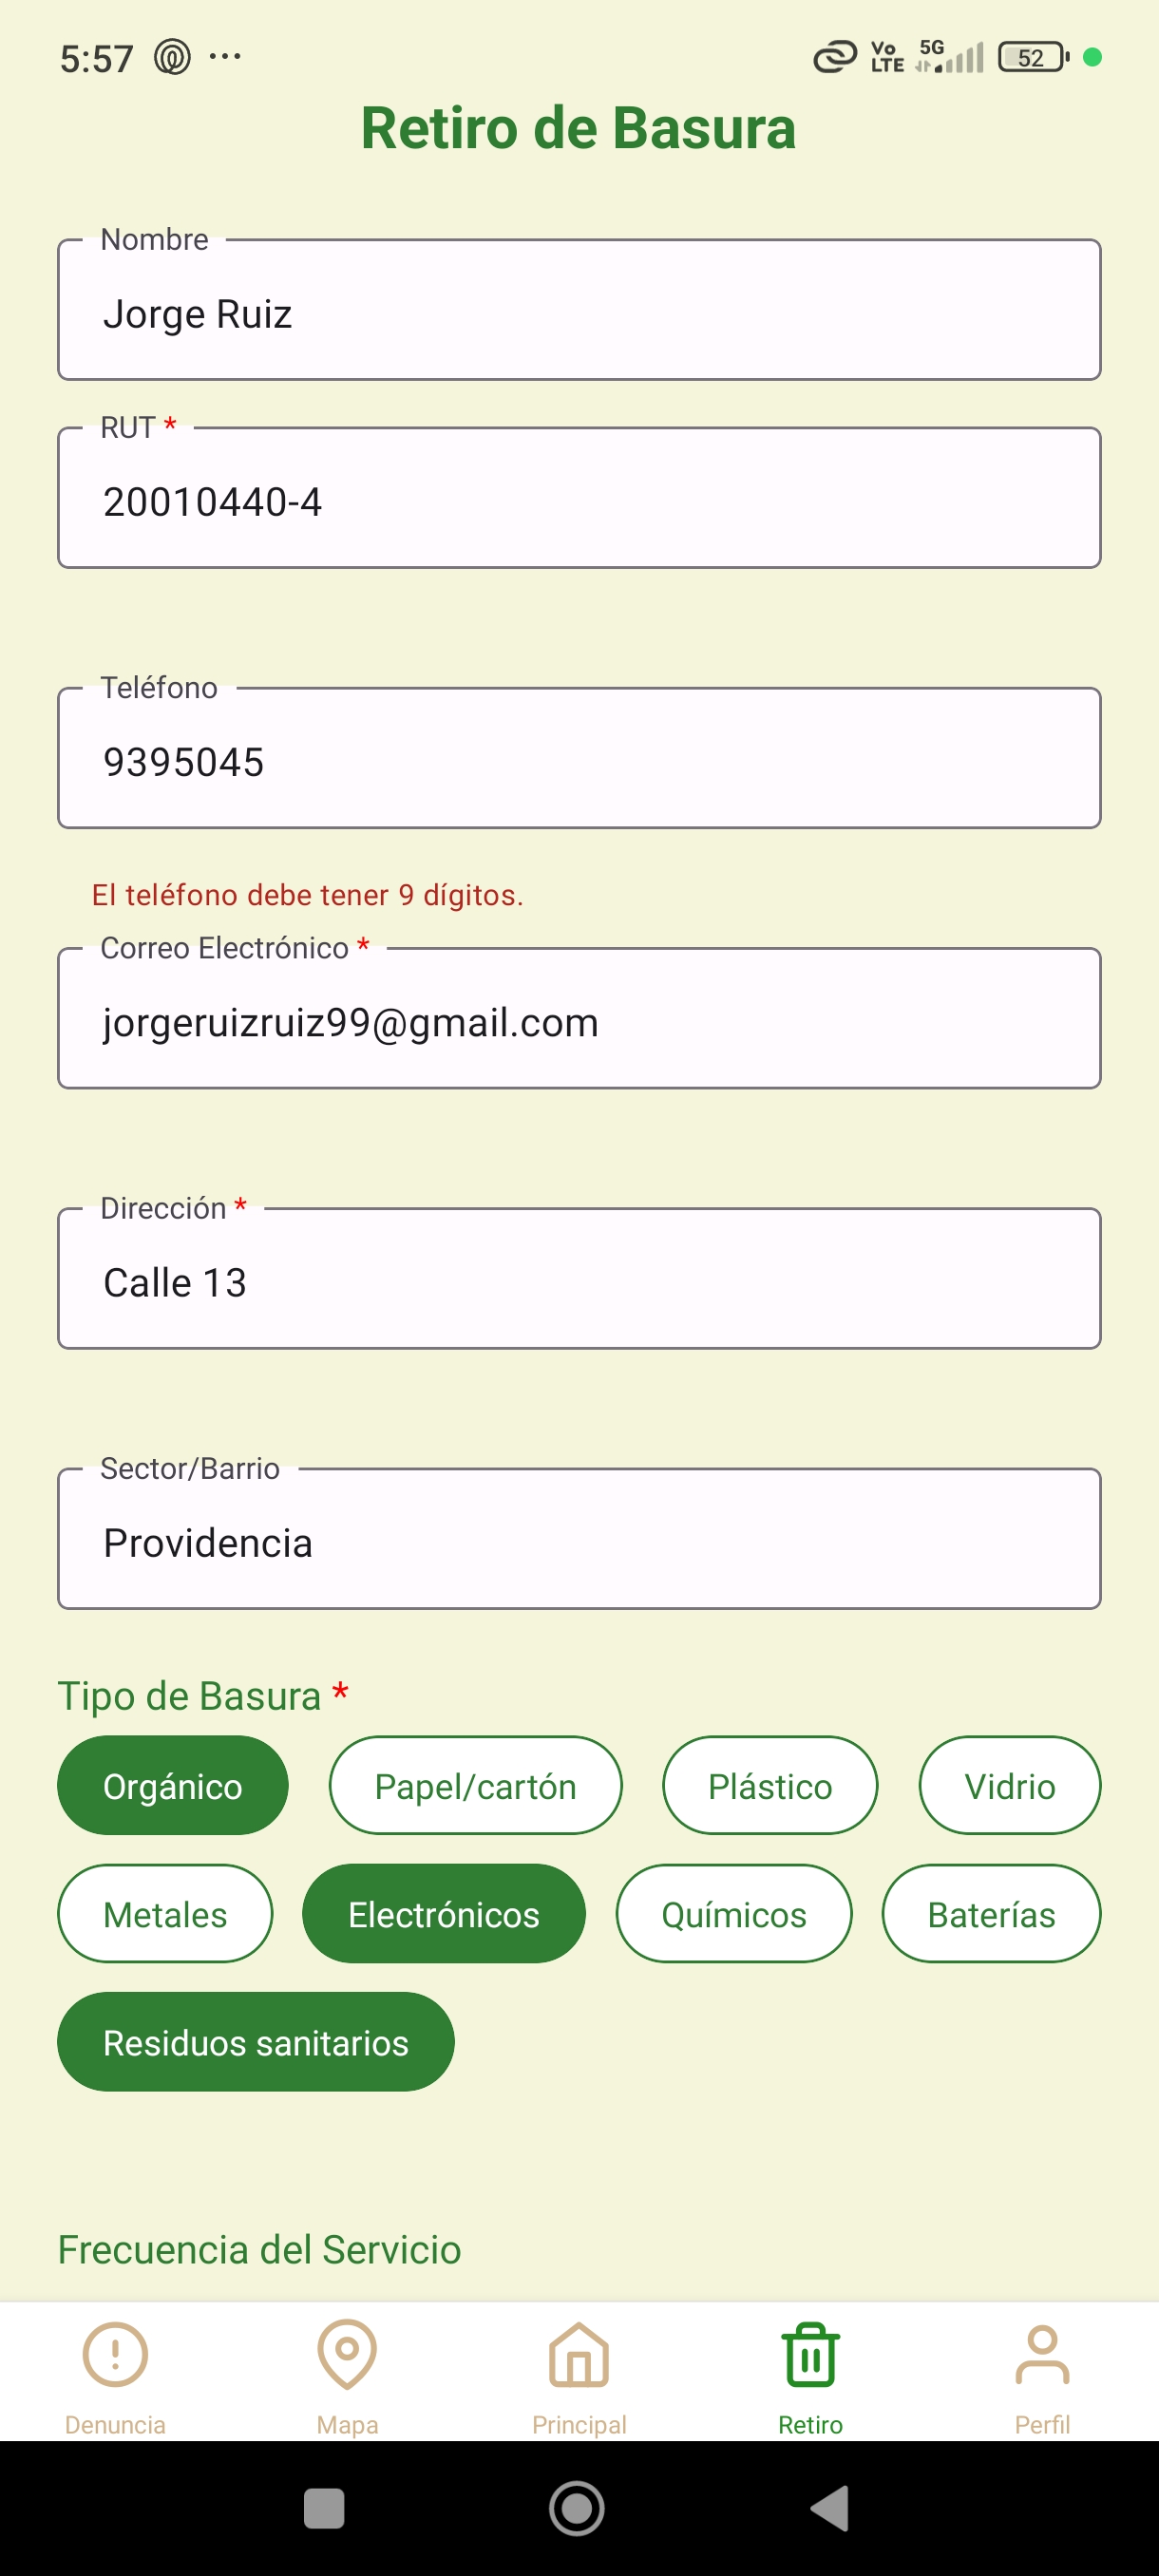 5:57 ...
Vo LTE 5G 52
Retiro de Basura
Nombre
Jorge Ruiz
RUT *
20010440-4
Teléfono
9395045
El teléfono debe tener 9 dígitos.
Correo Electrónico *
jorgeruizruiz99@gmail.com
Dirección *
Calle 13
Sector/Barrio
Providencia
Tipo de Basura *
Orgánico Papel/cartón Plástico Vidrio
Metales Electrónicos Químicos Baterías
Residuos sanitarios
Frecuencia del Servicio
Denuncia Mapa Principal Retiro Perfil